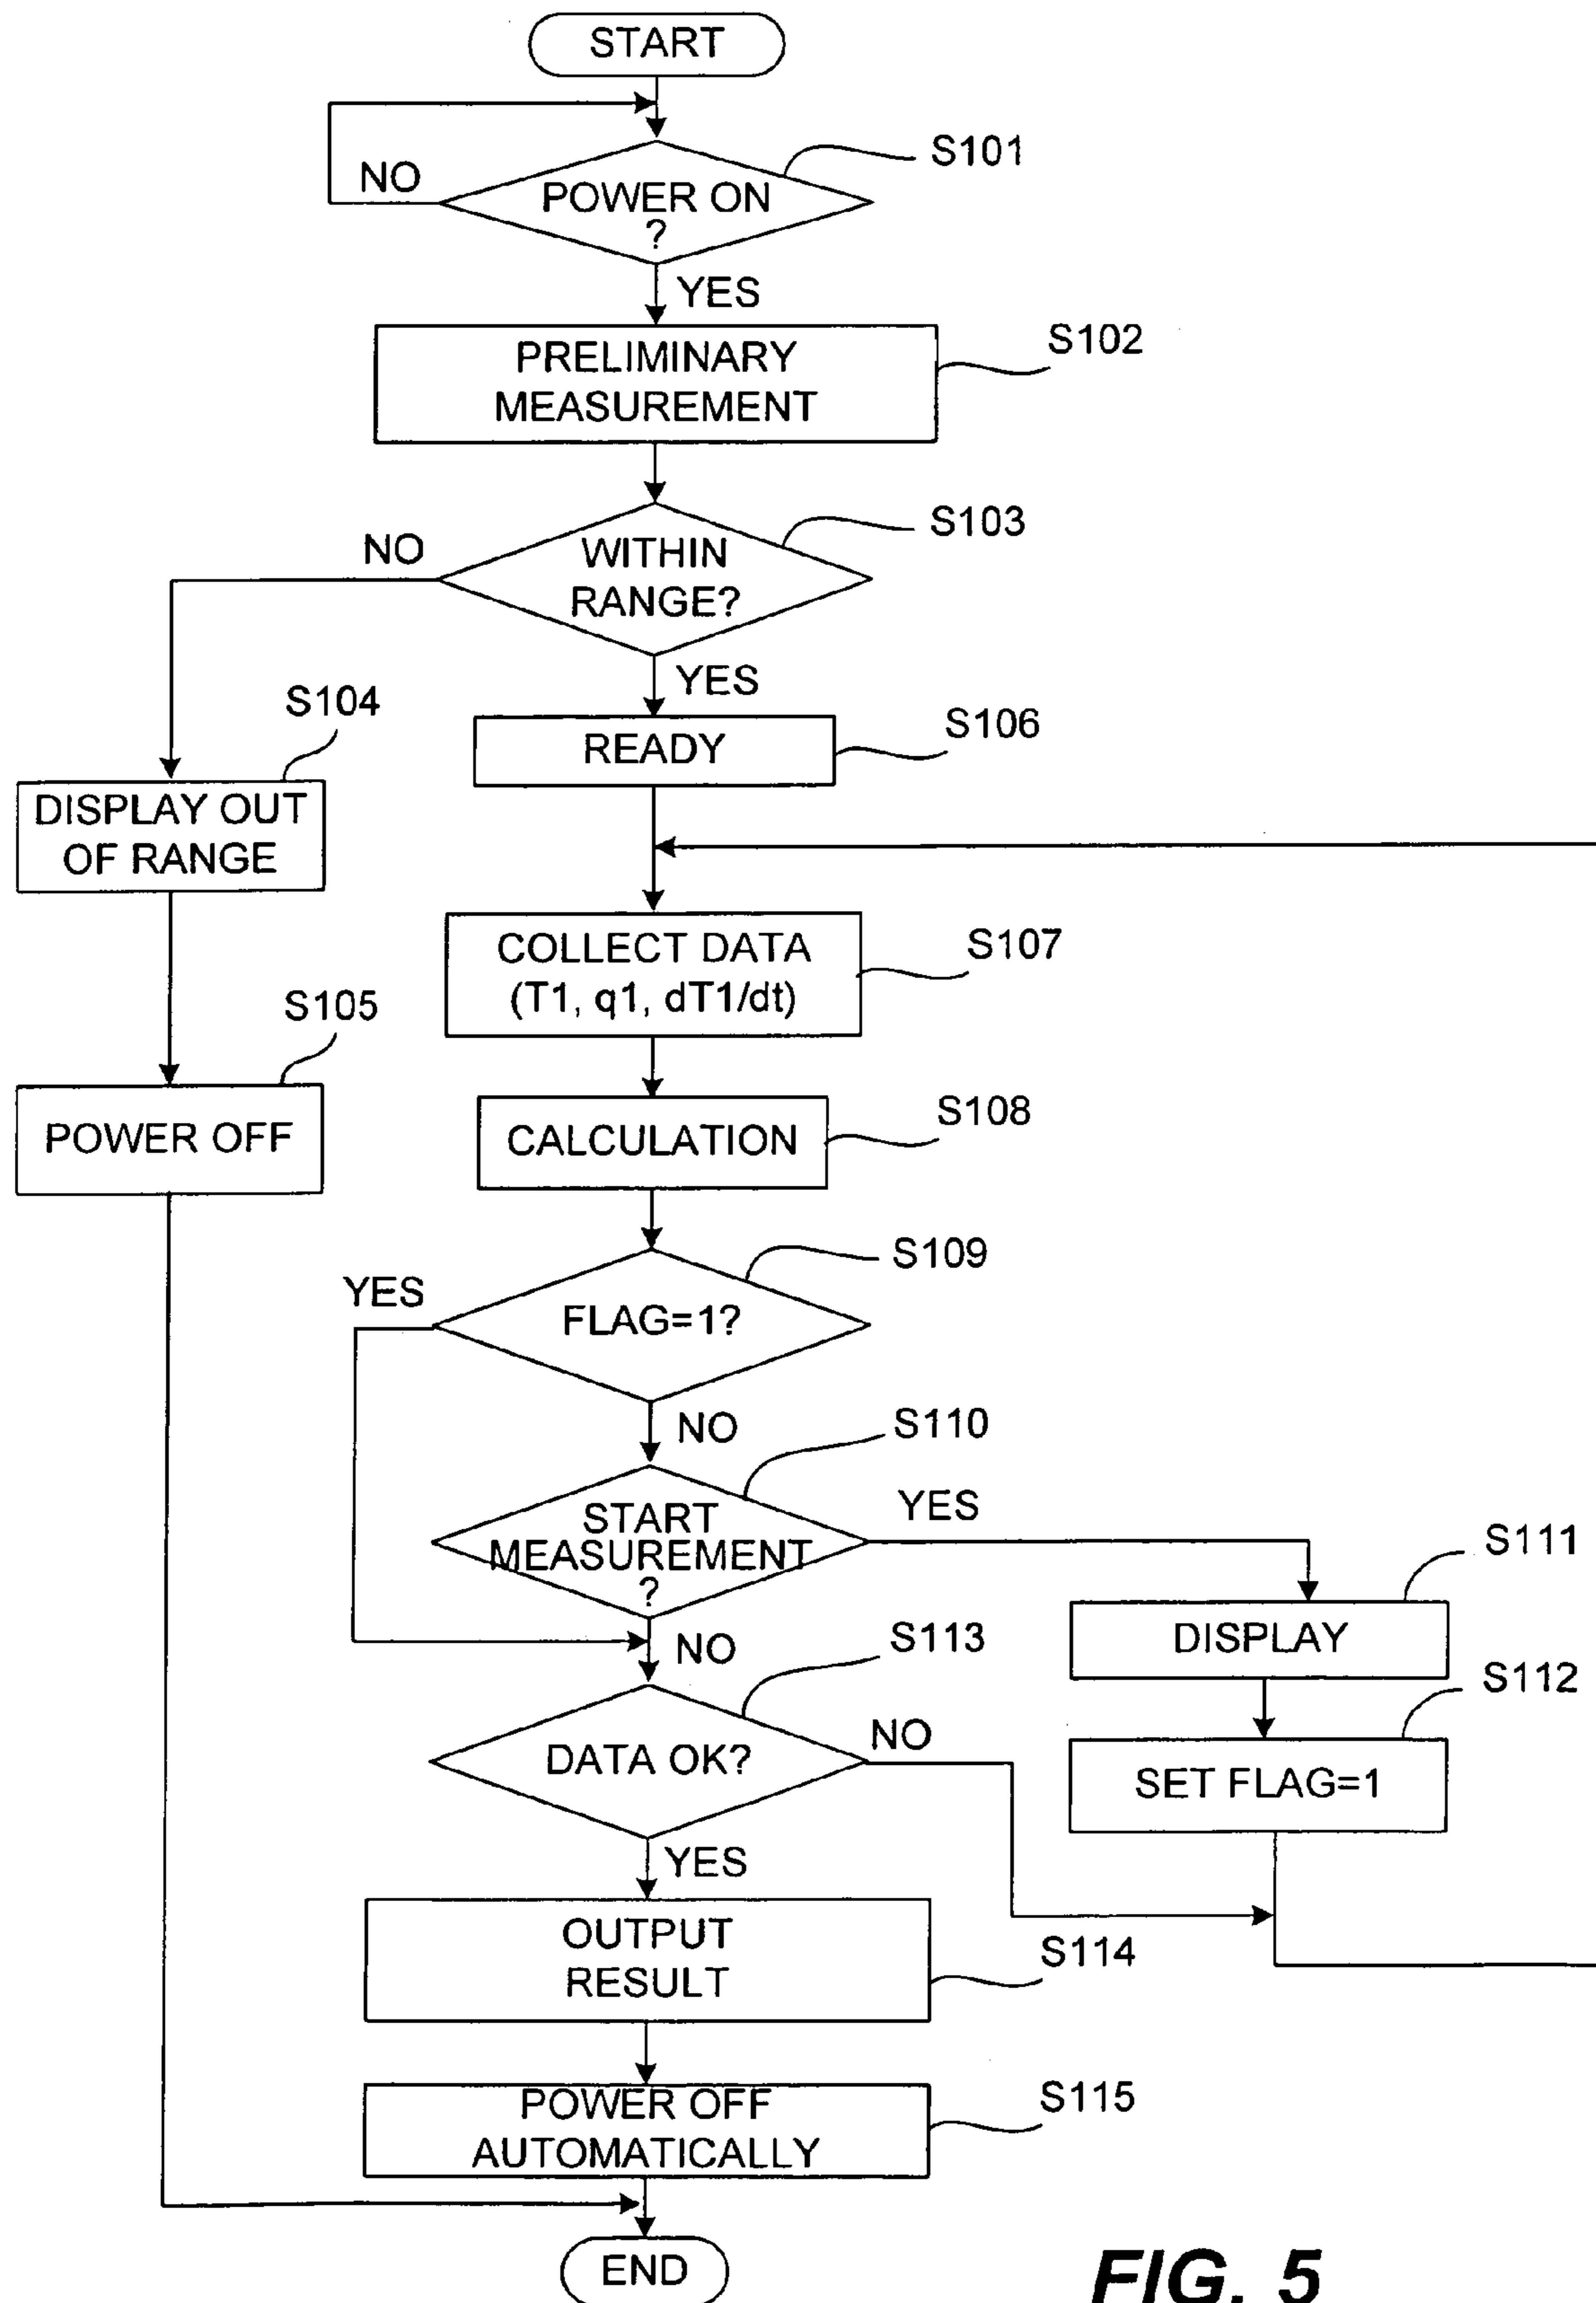 START
S101
NO
POWER ON
?
YES
S102
PRELIMINARY
MEASUREMENT
S103
NO
WITHIN
RANGE?
YES
S104
S106
READY
DISPLAY OUT
OF RANGE
S107
COLLECT DATA
(T1, q1, dT1/dt)
S105
POWER OFF
S108
CALCULATION
S109
YES
FLAG=1?
NO
S110
START
MEASUREMENT
?
YES
S111
DISPLAY
NO
S113
S112
SET FLAG=1
DATA OK?
NO
YES
OUTPUT
RESULT
S114
POWER OFF
AUTOMATICALLY
S115
END
FIG. 5